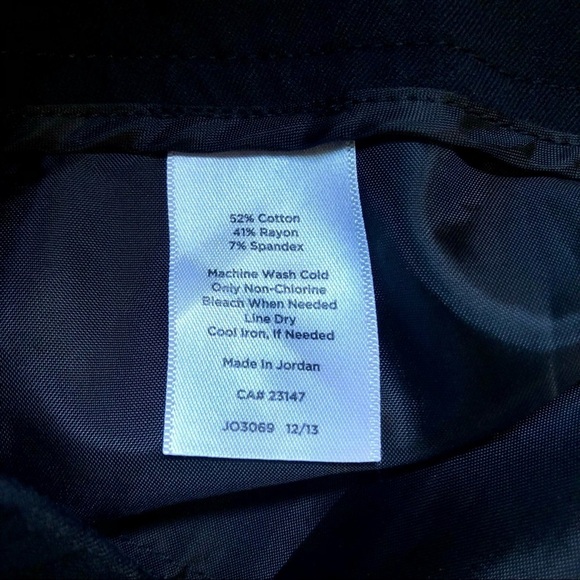 52% Cotton
41% Rayon
7% Spandex
Machine Wash Cold
Only Non-Chlorine
Bleach When Needed
Line Dry
Cool Iron, If Needed
Made In Jordan
CA# 23147
JO3069 12/13